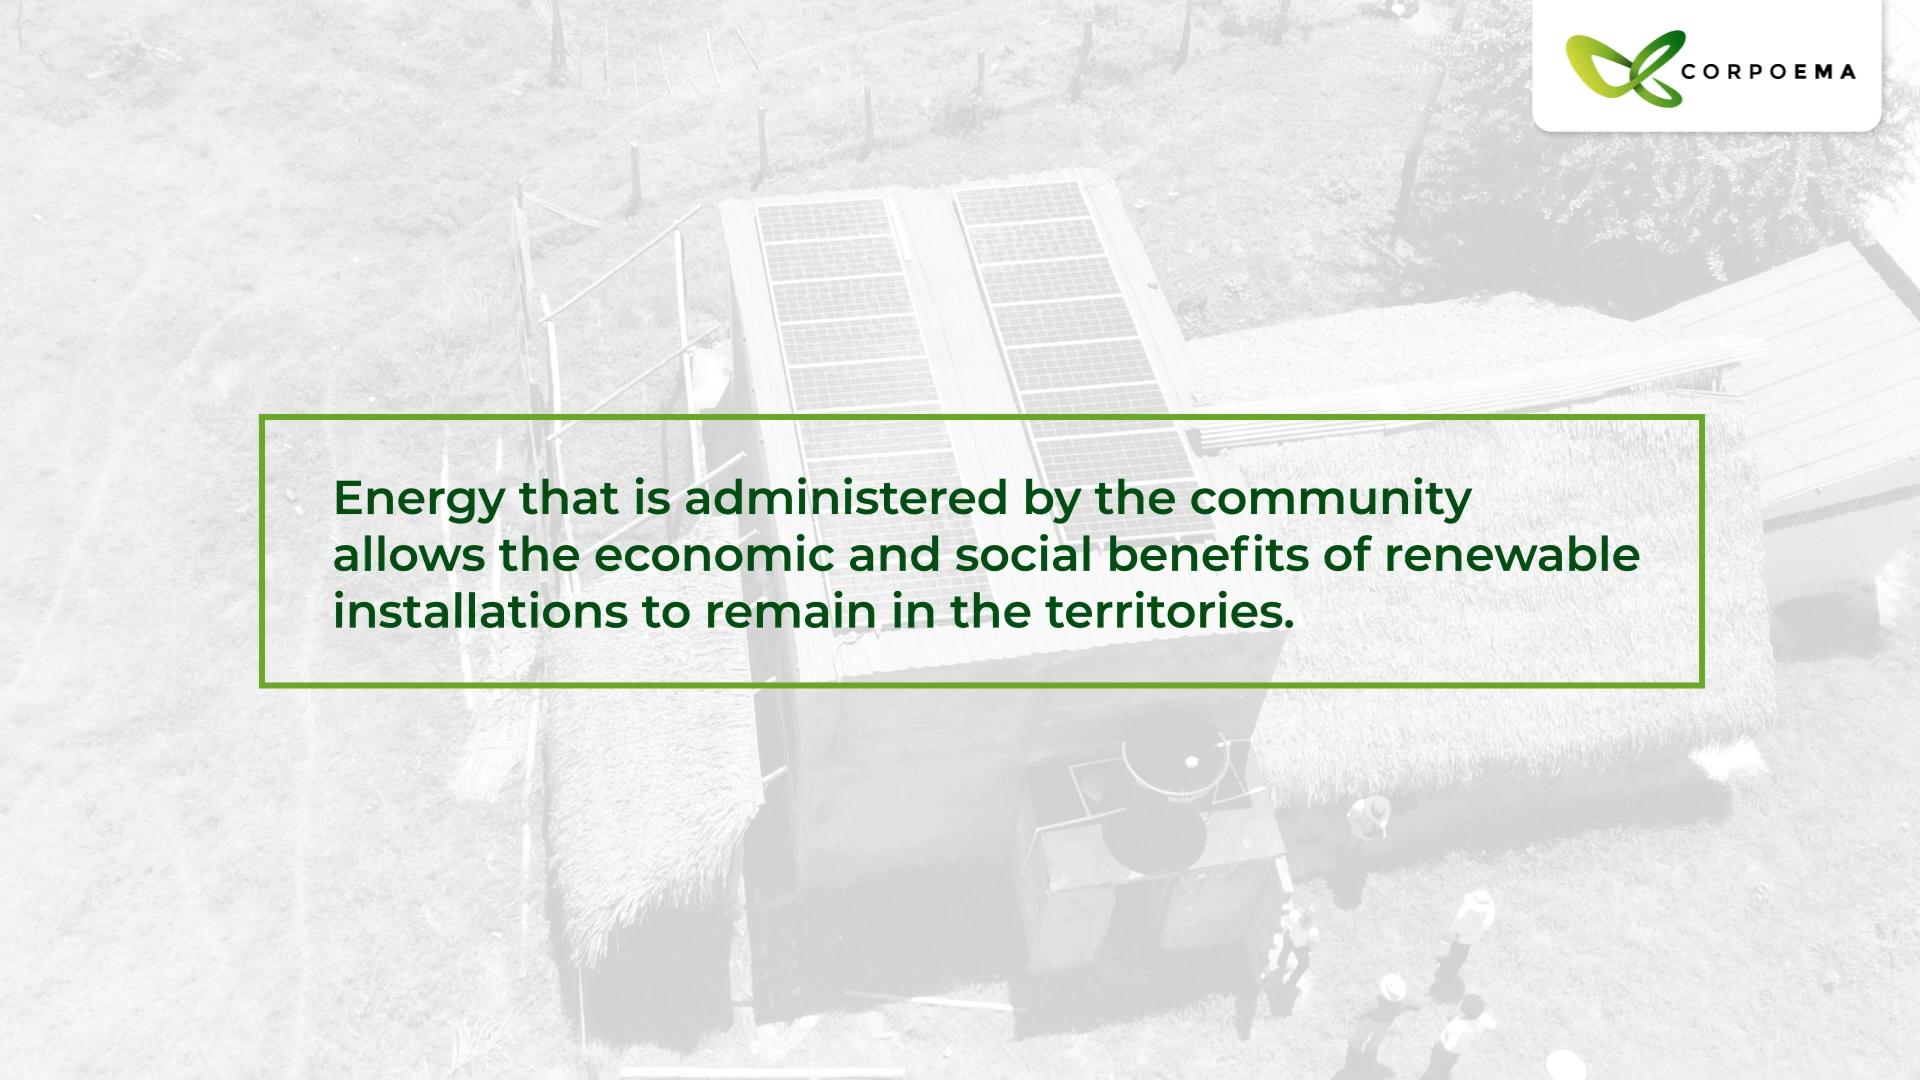 CORPOEMA
Energy that is administered by the community
allows the economic and social benefits of renewable
installations to remain in the territories.